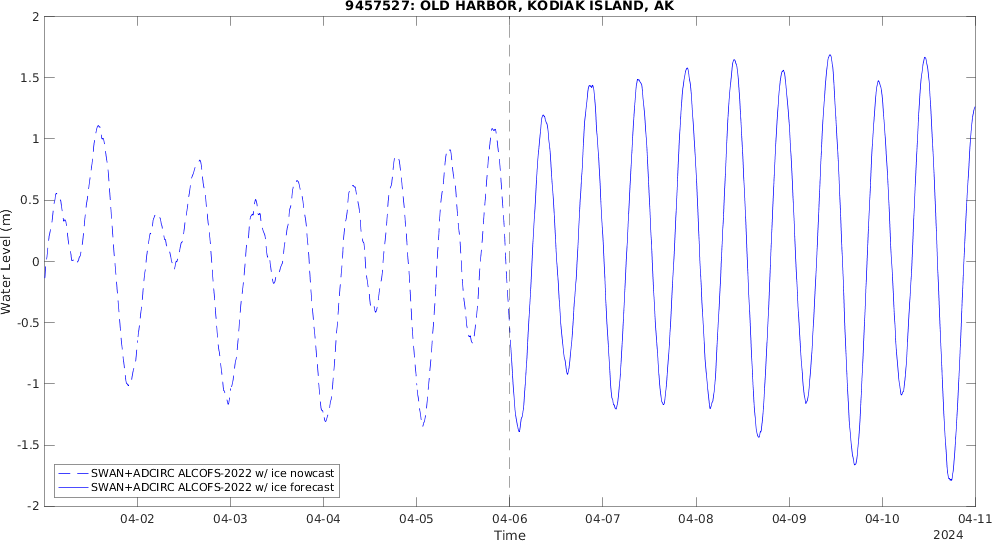 9457527: OLD HARBOR, KODIAK ISLAND, AK
Water Level (m)
2
1.5
1
0.5
0
-0.5
-1
-1.5
-2
SWAN+ADCIRC ALCOFS-2022 w/ ice nowcast
SWAN+ADCIRC ALCOFS-2022 w/ ice forecast
04-02 04-03 04-04 04-05 04-06 04-07 04-08 04-09 04-10 04-11
Time
2024